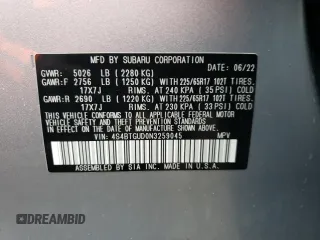 MFD BY SUBARU CORPORATION DATE: 06/22
GVWR: 5026 LB (2280 KG)
GAWR:F 2756 LB (1250 KG) WITH 225/65R17 102T TIRES.
17X7J RIMS. AT 240 KPA (35 PSI) COLD
GAWR:R 2690 LB (1220 KG) WITH 225/65R17 102T TIRES.
17X7J RIMS. AT 230 KPA (33 PSI) COLD
THIS VEHICLE CONFORMS TO ALL APPLICABLE FEDERAL MOTOR
VEHICLE SAFETY AND THEFT PREVENTION STANDARDS IN EFFECT
ON THE DATE OF MANUFACTURE SHOWN ABOVE.
VIN: 4S4BTGUD0N3259045 MPV
ASSEMBLED BY SIA MADE IN U.S.A.
DREAMBID
.COM